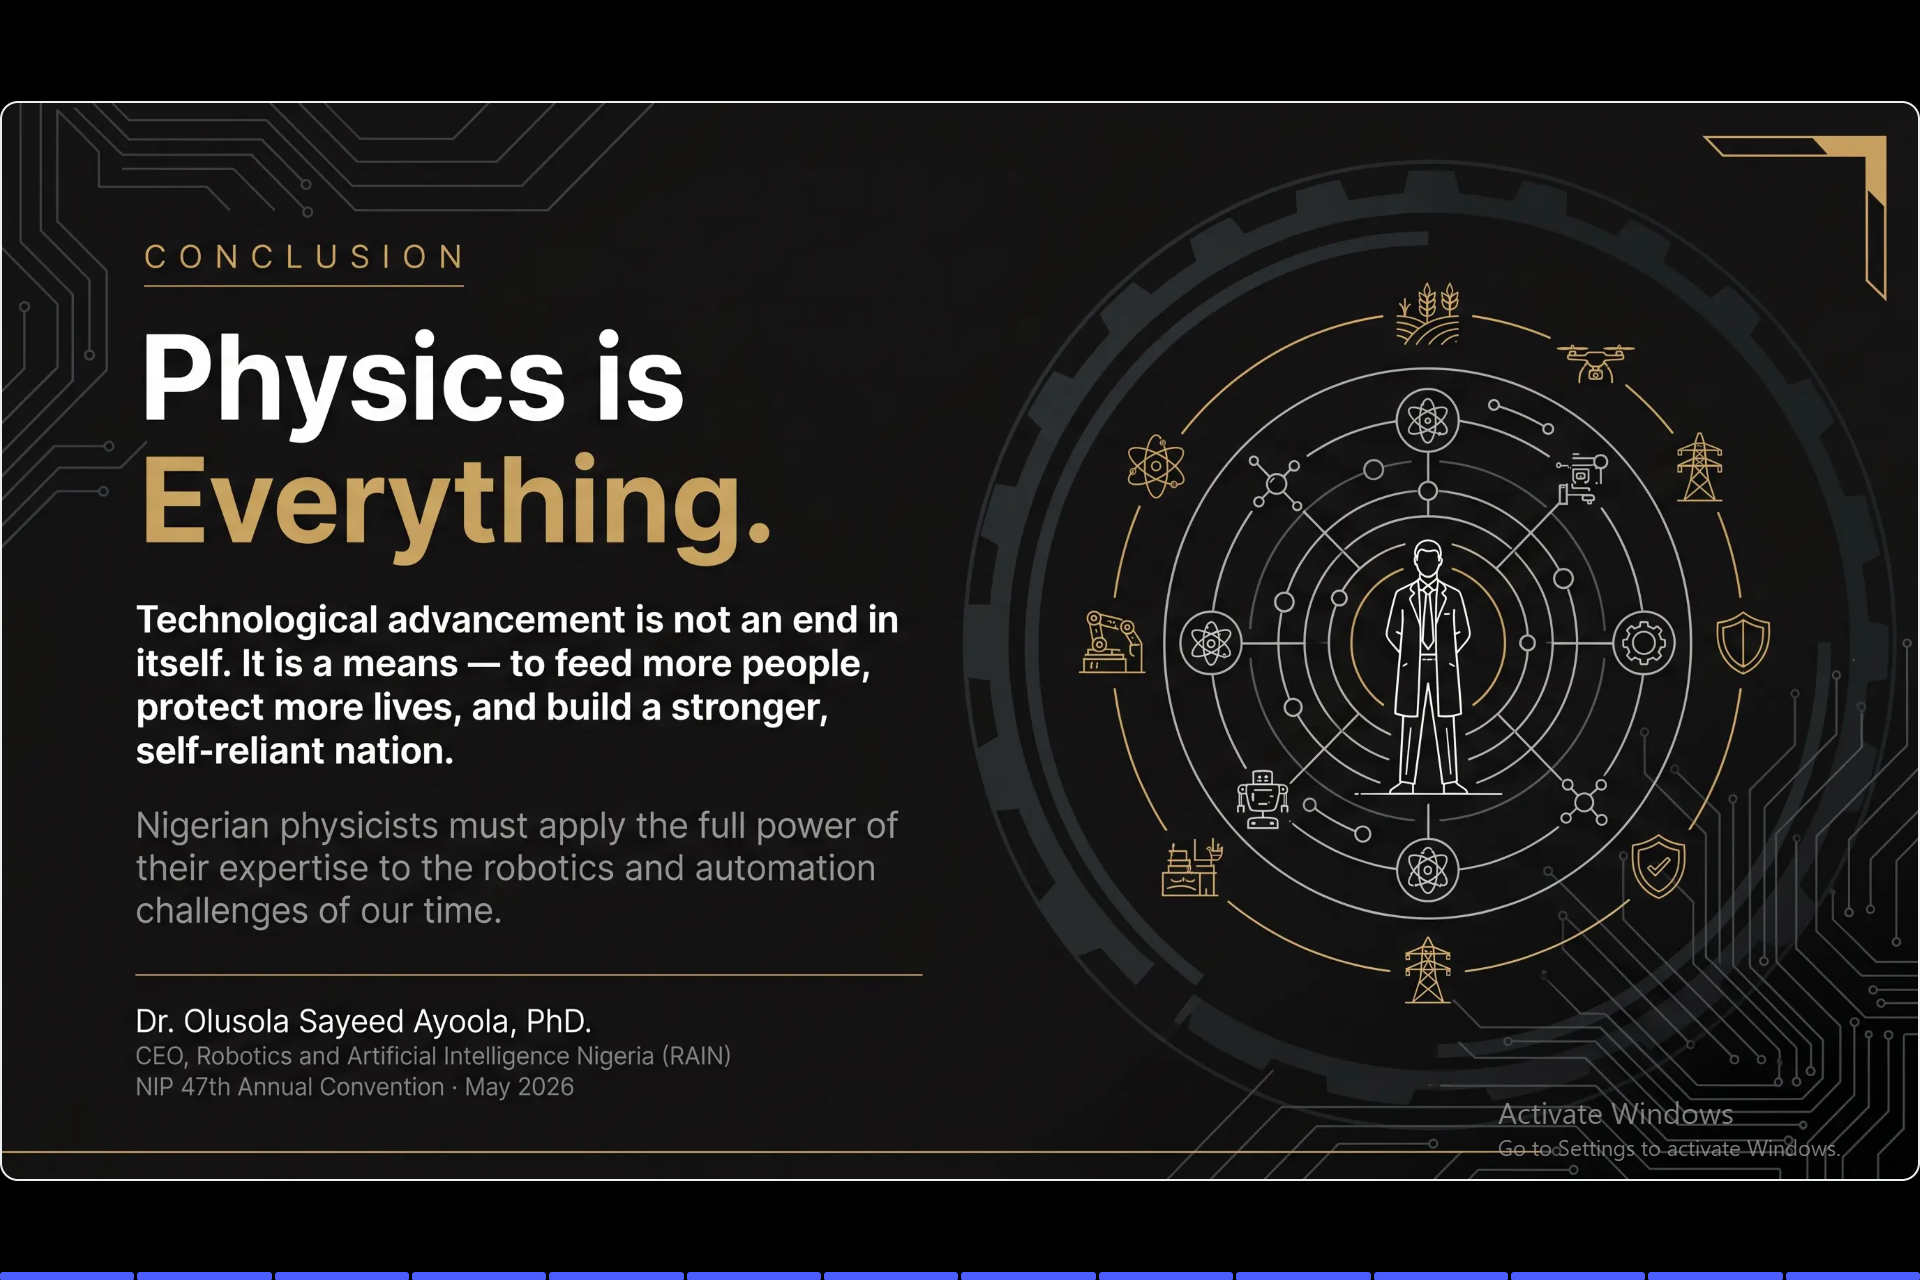 CONCLUSION
Physics is
Everything.
Technological advancement is not an end in
itself. It is a means — to feed more people,
protect more lives, and build a stronger,
self-reliant nation.
Nigerian physicists must apply the full power of
their expertise to the robotics and automation
challenges of our time.
Dr. Olusola Sayeed Ayoola, PhD.
CEO, Robotics and Artificial Intelligence Nigeria (RAIN)
NIP 47th Annual Convention · May 2026
Activate Windows
Go to Settings to activate Windows.